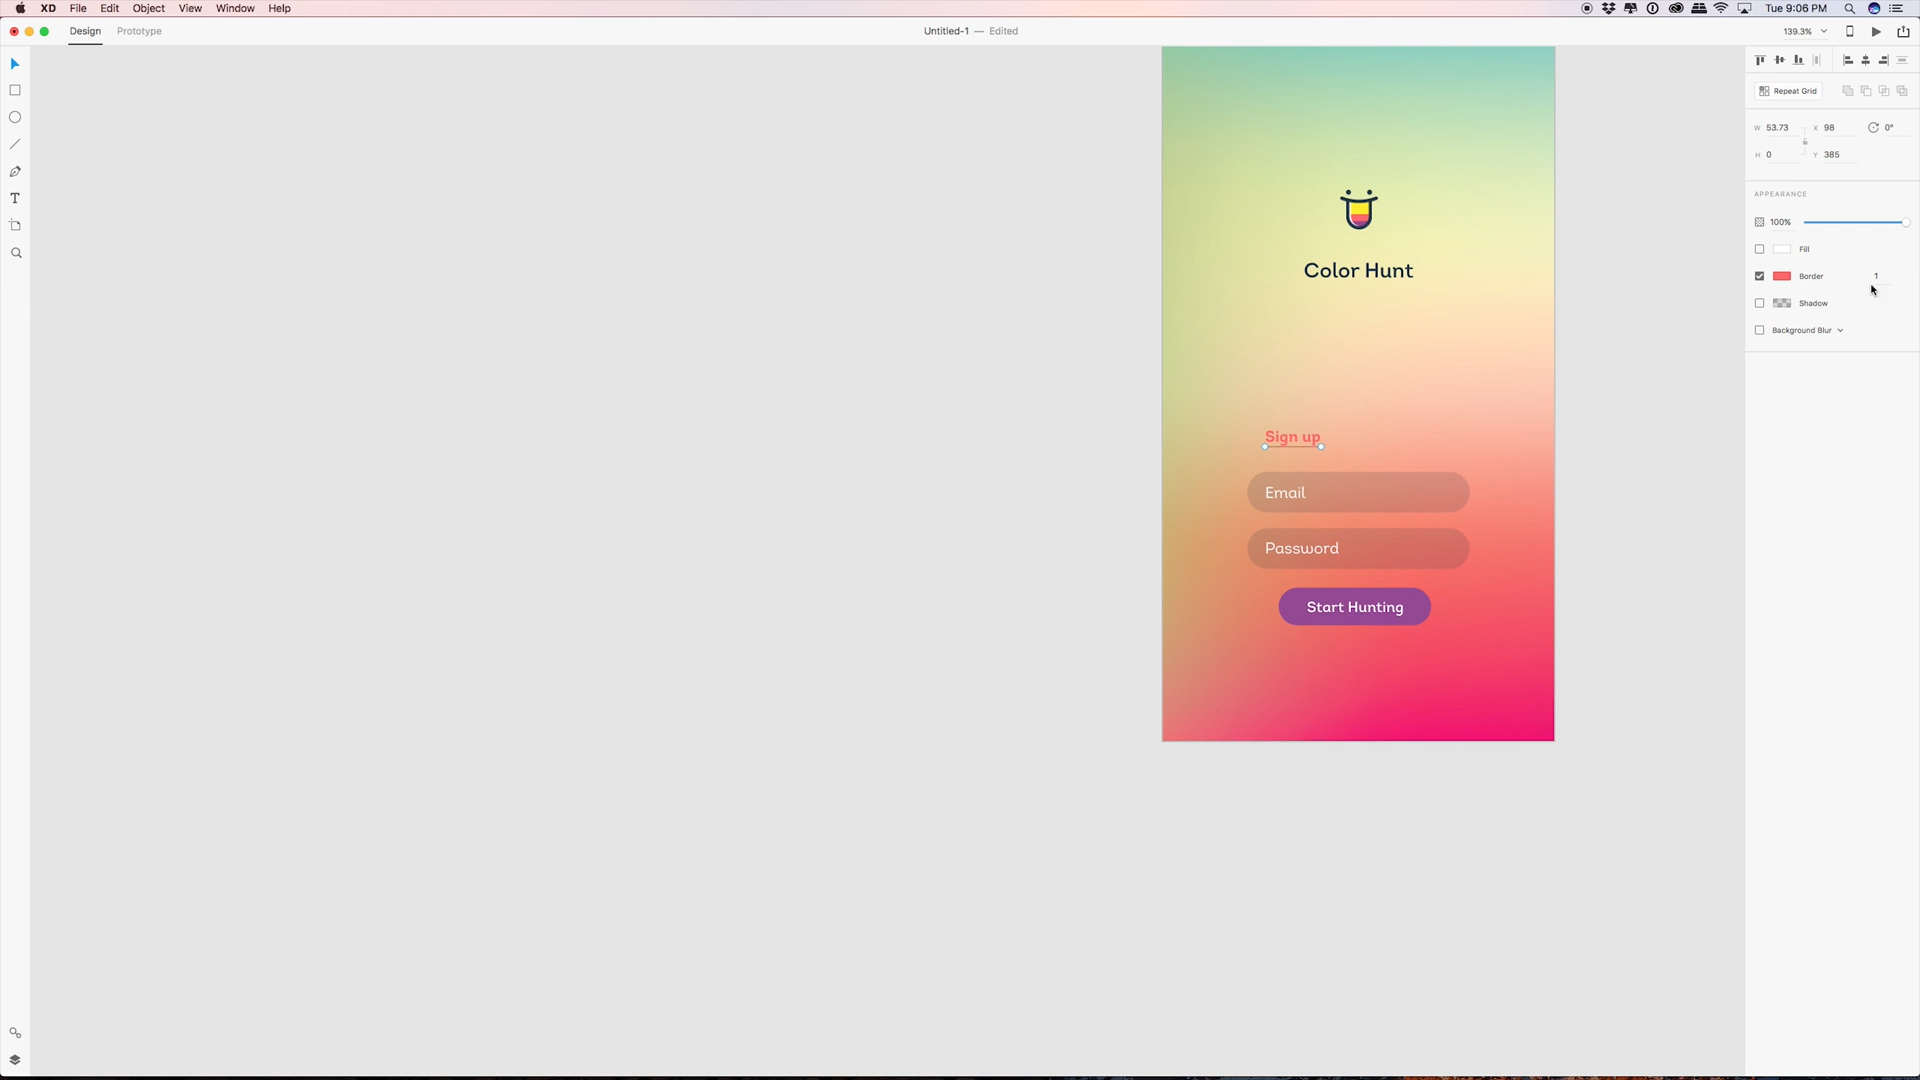 XD File Edit Object View Window Help
Tue 9:06 PM
Design Prototype
Untitled-1 — Edited
139.3%
Repeat Grid
W 53.73 X 98 0°
H 0 Y 385
APPEARANCE
100%
Fill
Border 1
Shadow
Background Blur
Color Hunt
Sign up
Email
Password
Start Hunting